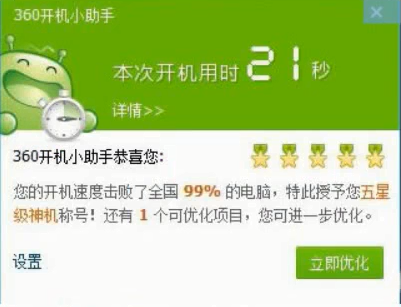 360开机小助手
本次开机用时 21 秒
详情>>
360开机小助手恭喜您:
您的开机速度击败了全国 99% 的电脑，特此授予您五星
级神机称号！还有 1 个可优化项目，您可进一步优化。
设置
立即优化